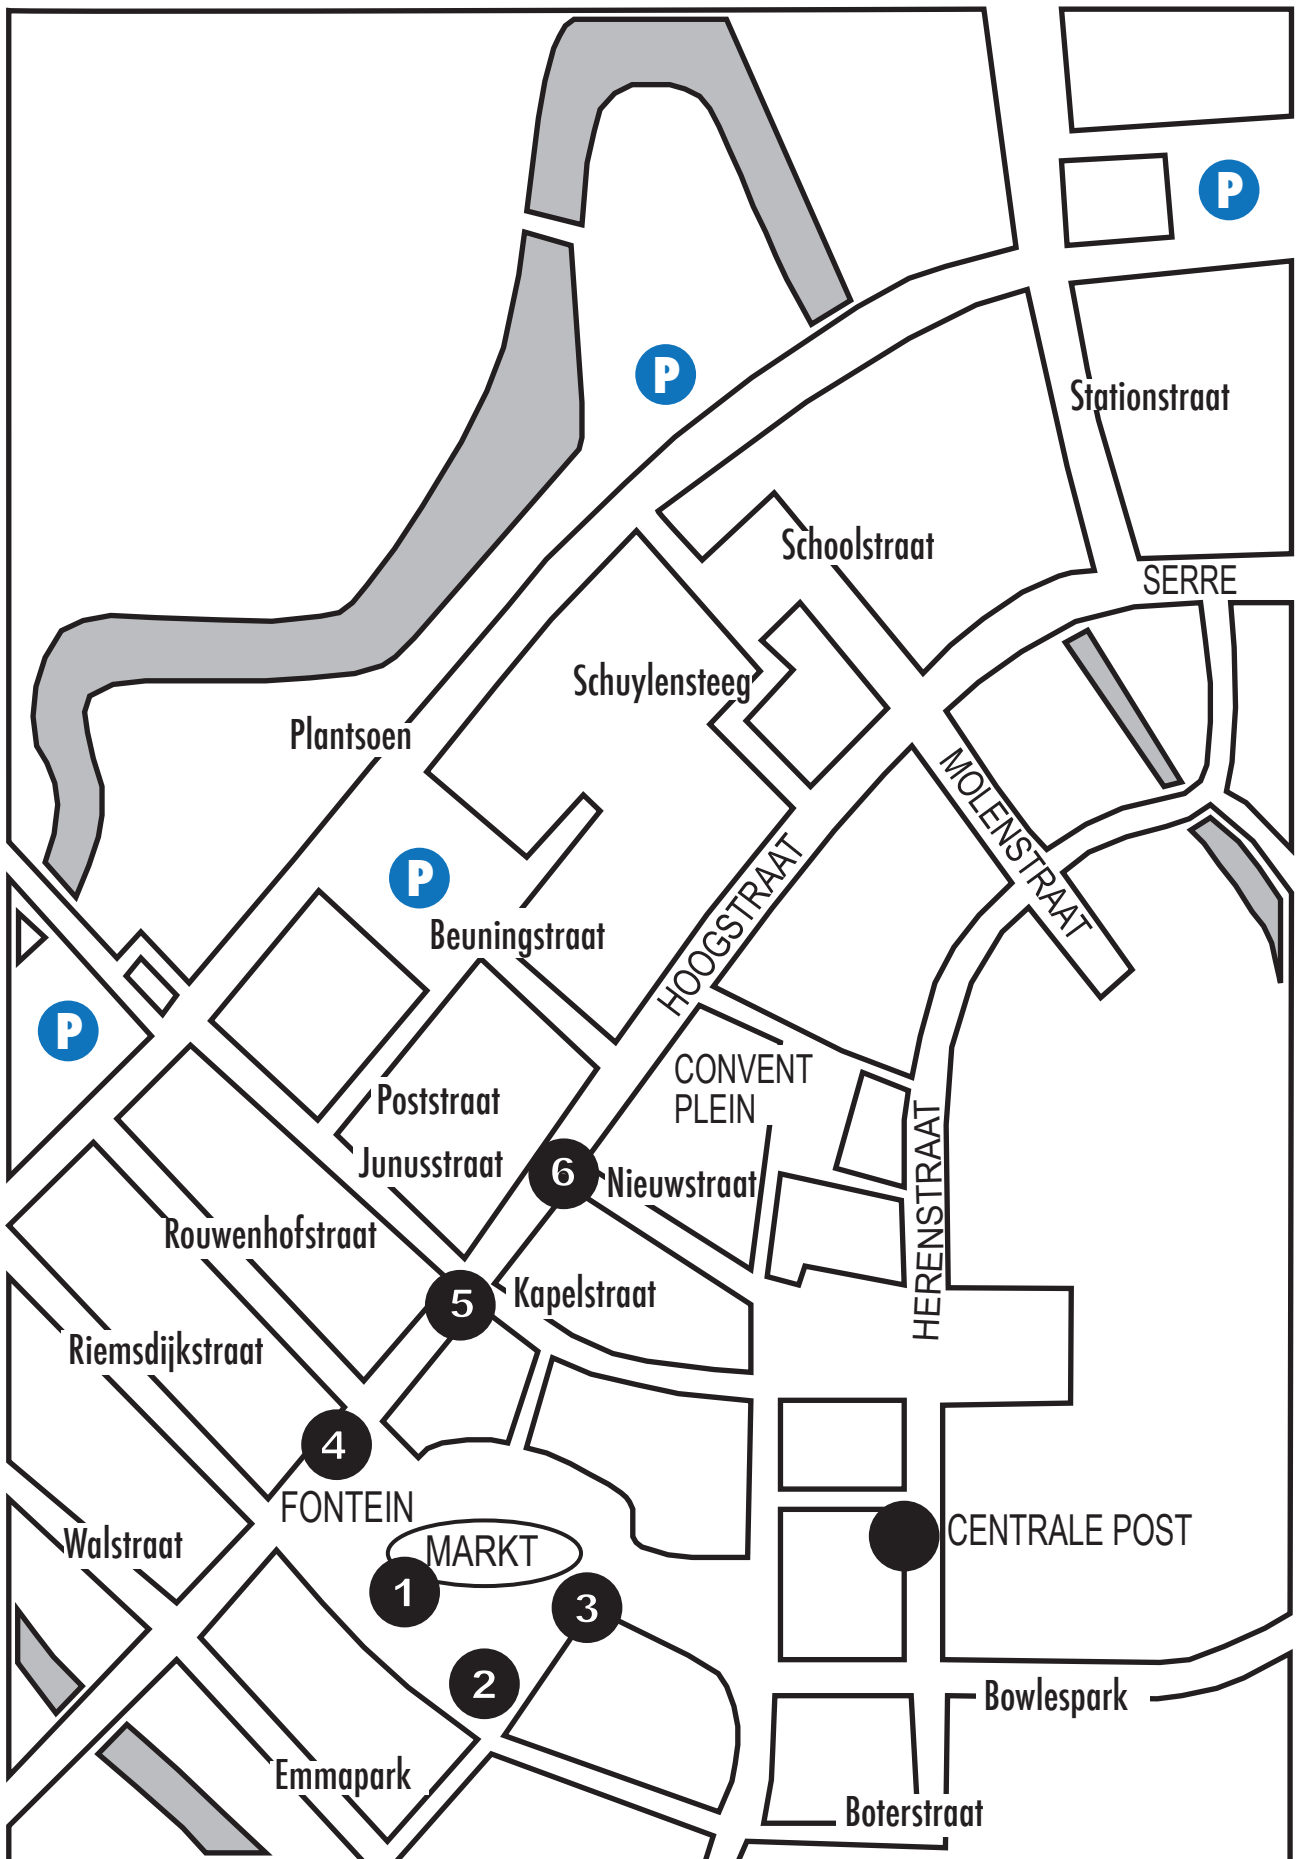 P
P
Stationstraat
Schoolstraat
SERRE
Schuylensteeg
Plantsoen
MOLENSTRAAT
HOOGSTRAAT
P
Beuningstraat
P
CONVENT
PLEIN
Poststraat
HERENSTRAAT
Junusstraat
6
Nieuwstraat
Rouwenhofstraat
5
Kapelstraat
Riemsdijkstraat
4
FONTEIN
Walstraat
MARKT
CENTRALE POST
1
3
2
Bowlespark
Emmapark
Boterstraat